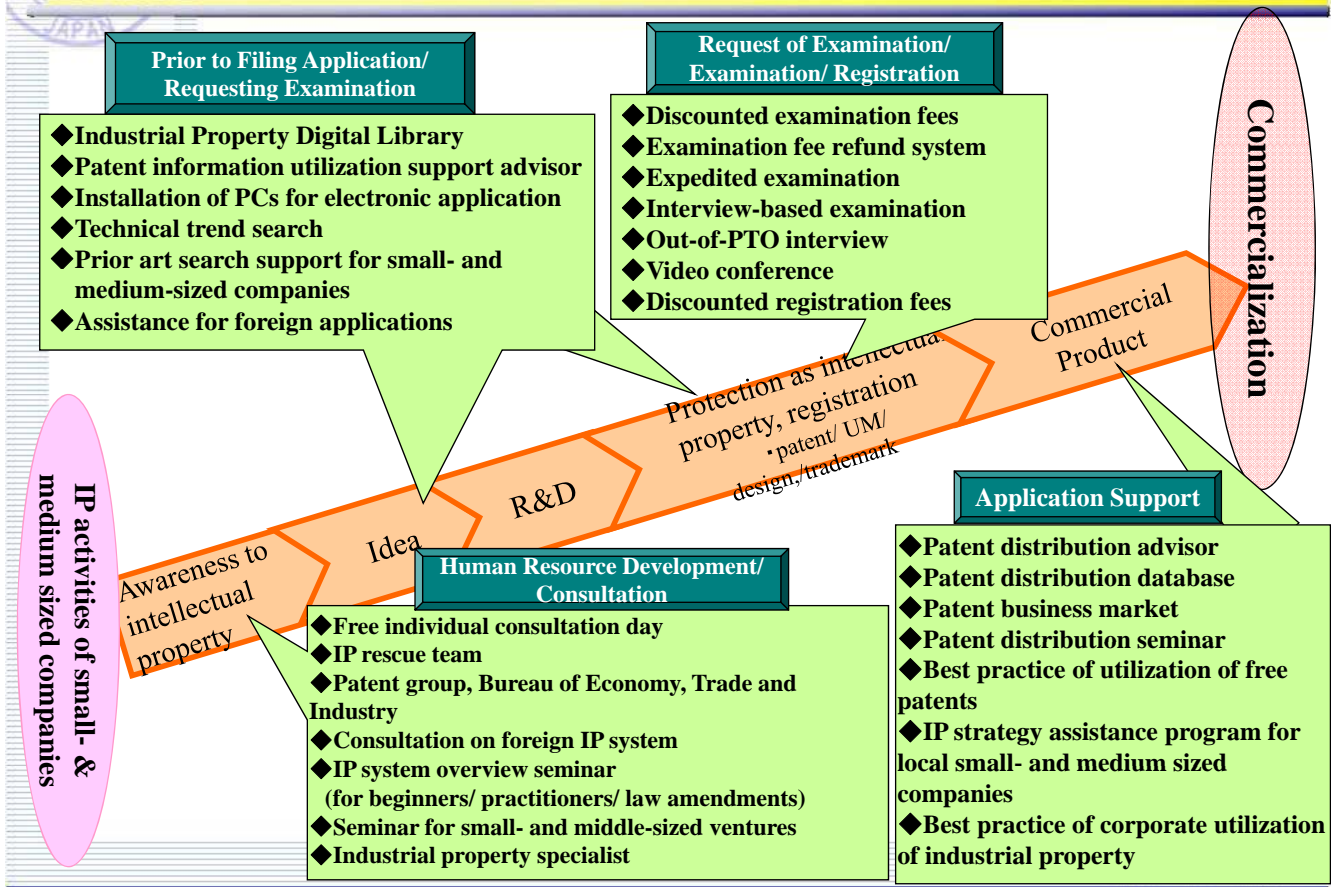 JAPAN
Prior to Filing Application/
Requesting Examination
◆Industrial Property Digital Library
◆Patent information utilization support advisor
◆Installation of PCs for electronic application
◆Technical trend search
◆Prior art search support for small- and
medium-sized companies
◆Assistance for foreign applications
Request of Examination/
Examination/ Registration
◆Discounted examination fees
◆Examination fee refund system
◆Expedited examination
◆Interview-based examination
◆Out-of-PTO interview
◆Video conference
◆Discounted registration fees
Commercialization
IP activities of small- &
medium sized companies
Awareness to
intellectual
property
Idea
R&D
Protection as intellectual
property, registration
・patent/ UM/
design,/trademark
Commercial
Product
Human Resource Development/
Consultation
◆Free individual consultation day
◆IP rescue team
◆Patent group, Bureau of Economy, Trade and
Industry
◆Consultation on foreign IP system
◆IP system overview seminar
(for beginners/ practitioners/ law amendments)
◆Seminar for small- and middle-sized ventures
◆Industrial property specialist
Application Support
◆Patent distribution advisor
◆Patent distribution database
◆Patent business market
◆Patent distribution seminar
◆Best practice of utilization of free
patents
◆IP strategy assistance program for
local small- and medium sized
companies
◆Best practice of corporate utilization
of industrial property